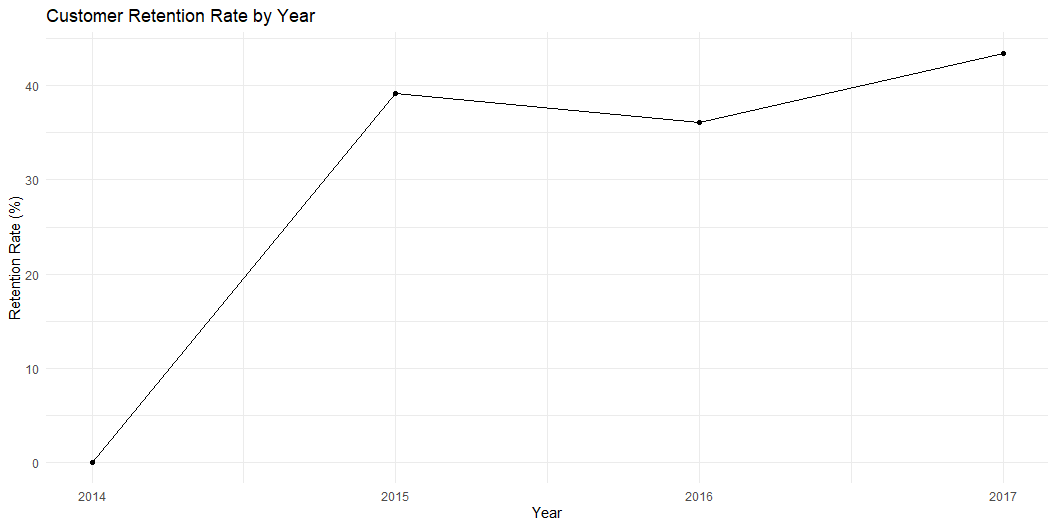 Customer Retention Rate by Year
Retention Rate (%)
40
30
20
10
0
2014 2015 2016 2017
Year